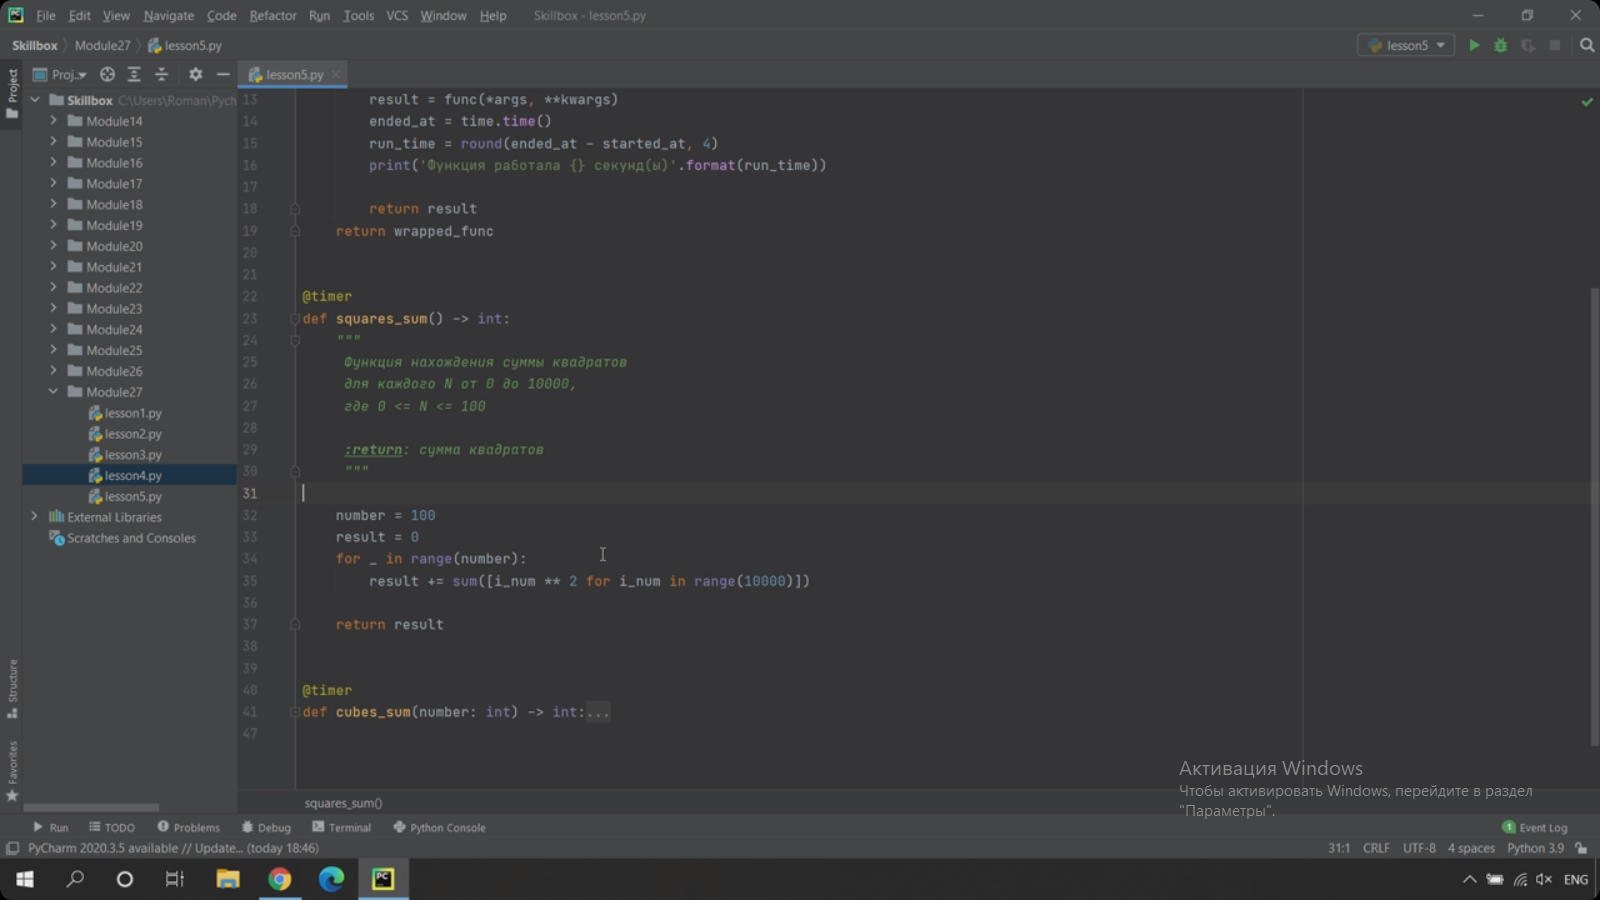 File Edit View Navigate Code Refactor Run Tools VCS Window Help Skillbox - lesson5.py
Skillbox Module27 lesson5.py lesson5
Project
Proj... lesson5.py
Skillbox C:\Users\Roman\Pych
Module14
Module15
Module16
Module17
Module18
Module19
Module20
Module21
Module22
Module23
Module24
Module25
Module26
Module27
lesson1.py
lesson2.py
lesson3.py
lesson4.py
lesson5.py
External Libraries
Scratches and Consoles
Structure
Favorites
13 result = func(*args, **kwargs)
14 ended_at = time.time()
15 run_time = round(ended_at - started_at, 4)
16 print('Функция работала {} секунд(ы)'.format(run_time))
17
18 return result
19 return wrapped_func
20
21
22 @timer
23 def squares_sum() -> int:
24 """
25 Функция нахождения суммы квадратов
26 для каждого N от 0 до 10000,
27 где 0 <= N <= 100
28
29 :return: сумма квадратов
30 """
31
32 number = 100
33 result = 0
34 for _ in range(number):
35 result += sum([i_num ** 2 for i_num in range(10000)])
36
37 return result
38
39
40 @timer
41 def cubes_sum(number: int) -> int:...
47
Активация Windows
Чтобы активировать Windows, перейдите в раздел
"Параметры".
squares_sum()
Run TODO Problems Debug Terminal Python Console 1 Event Log
PyCharm 2020.3.5 available // Update... (today 18:46) 31:1 CRLF UTF-8 4 spaces Python 3.9
PC ENG